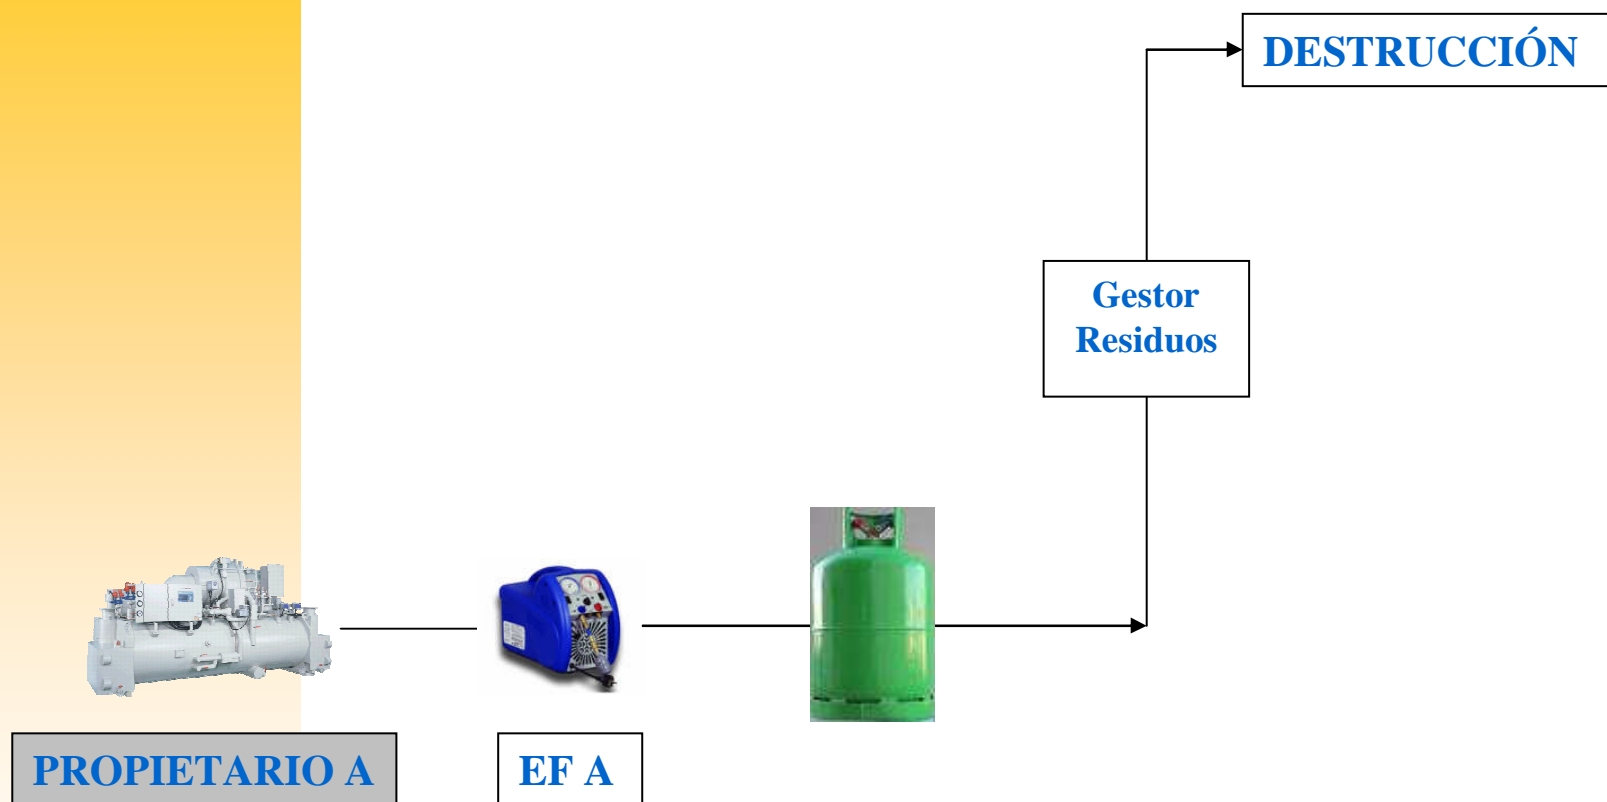 DESTRUCCIÓN
Gestor
Residuos
PROPIETARIO A
EF A